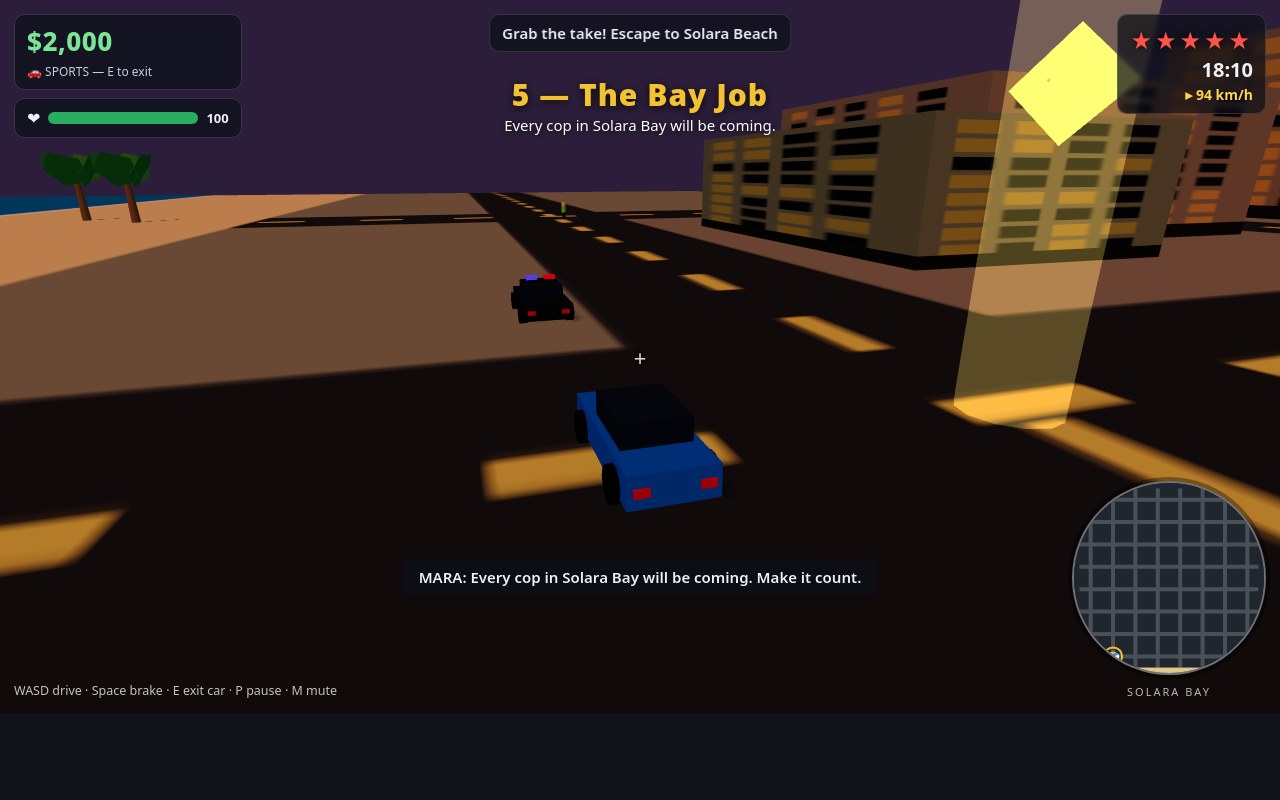 $2,000
🚗 SPORTS — E to exit
❤ 100
Grab the take! Escape to Solara Beach
5 — The Bay Job
Every cop in Solara Bay will be coming.
★★★★★
18:10
▸ 94 km/h
+
MARA: Every cop in Solara Bay will be coming. Make it count.
WASD drive · Space brake · E exit car · P pause · M mute
SOLARA BAY